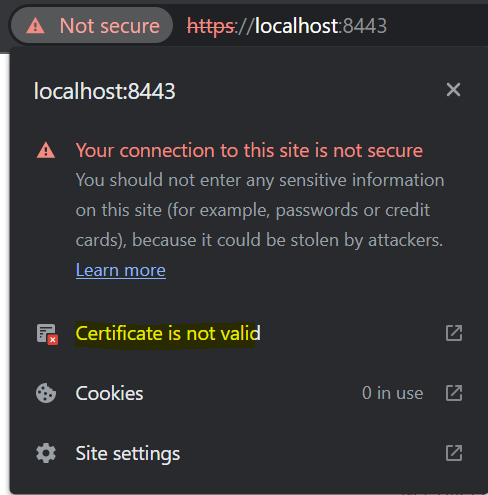 Not secure https://localhost:8443
localhost:8443
Your connection to this site is not secure
You should not enter any sensitive information
on this site (for example, passwords or credit
cards), because it could be stolen by attackers.
Learn more
Certificate is not valid
Cookies 0 in use
Site settings